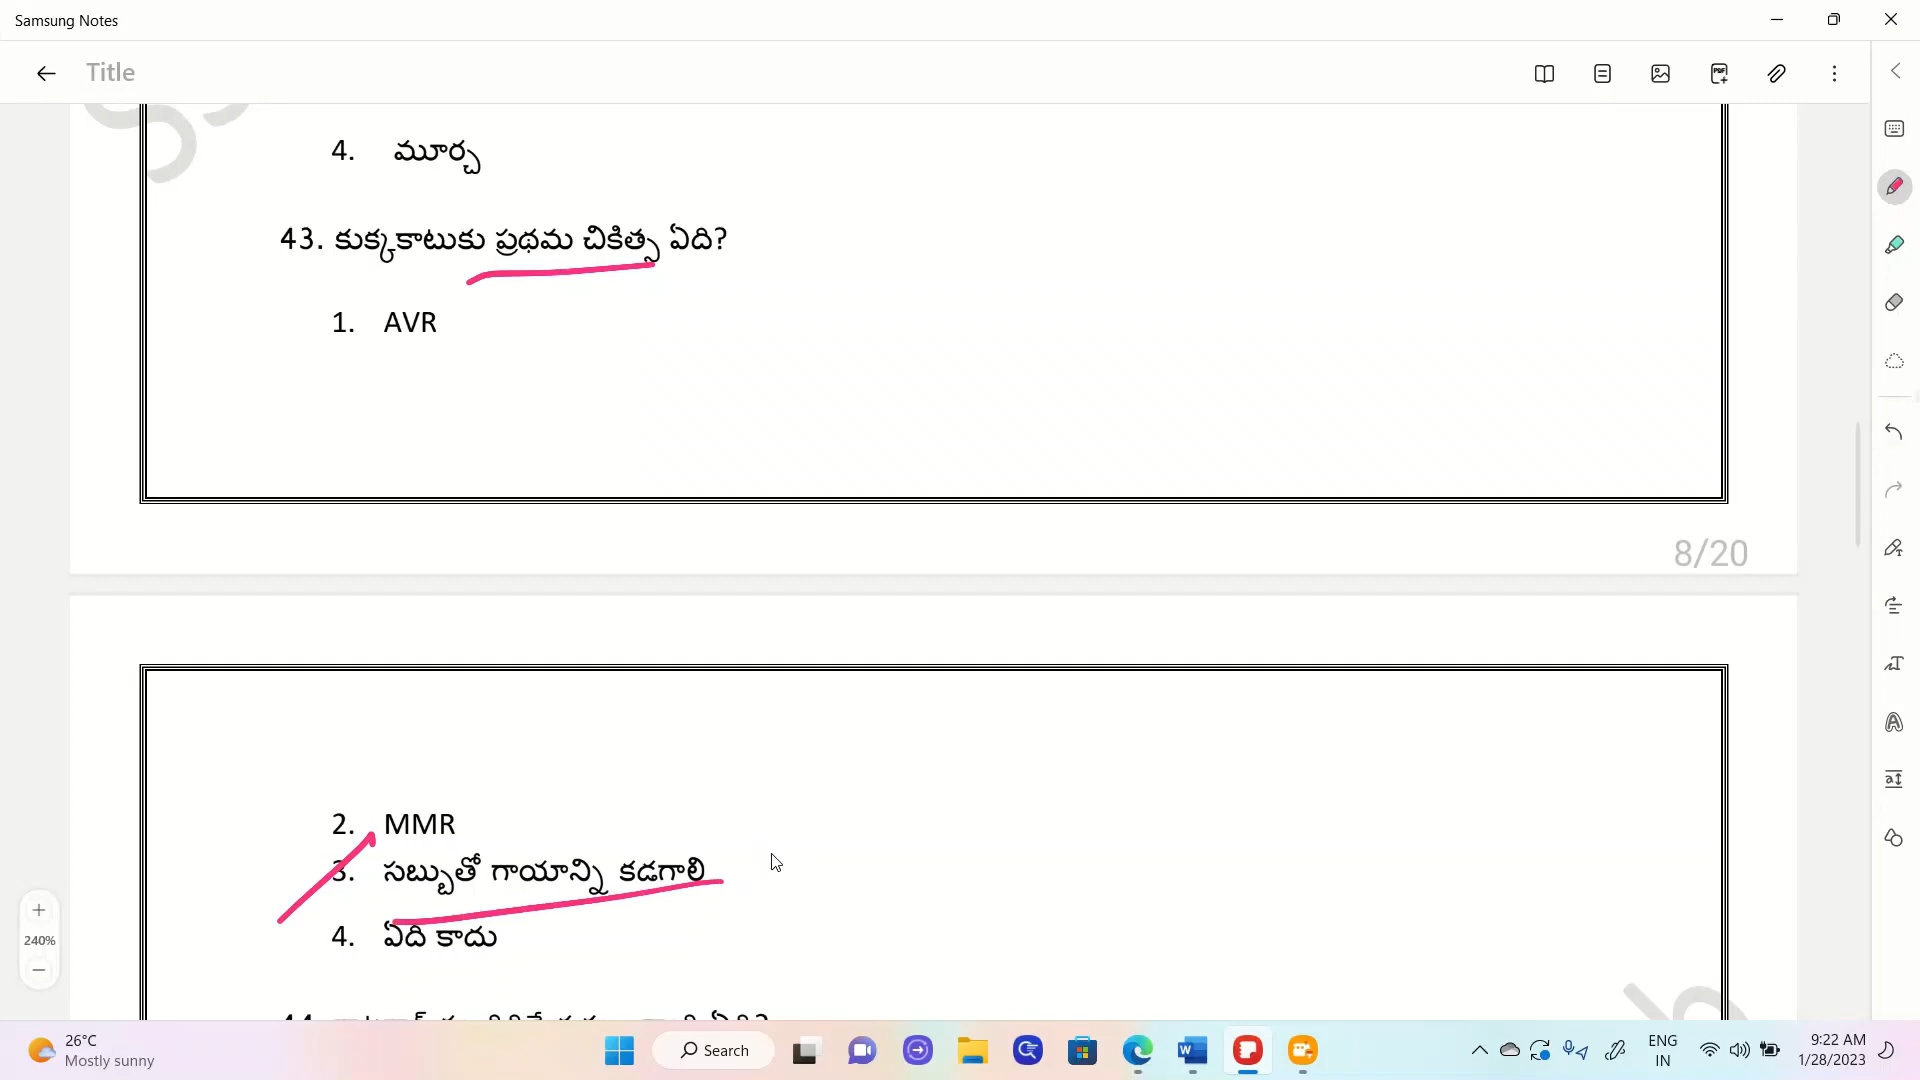 Samsung Notes
Title
4. మూర్చ
43. కుక్కకాటుకు ప్రథమ చికిత్స ఏది?
1. AVR
8/20
2. MMR
3. సబ్బుతో గాయాన్ని కడగాలి
4. ఏది కాదు
240%
26°C
Mostly sunny
Search
ENG
IN
9:22 AM
1/28/2023